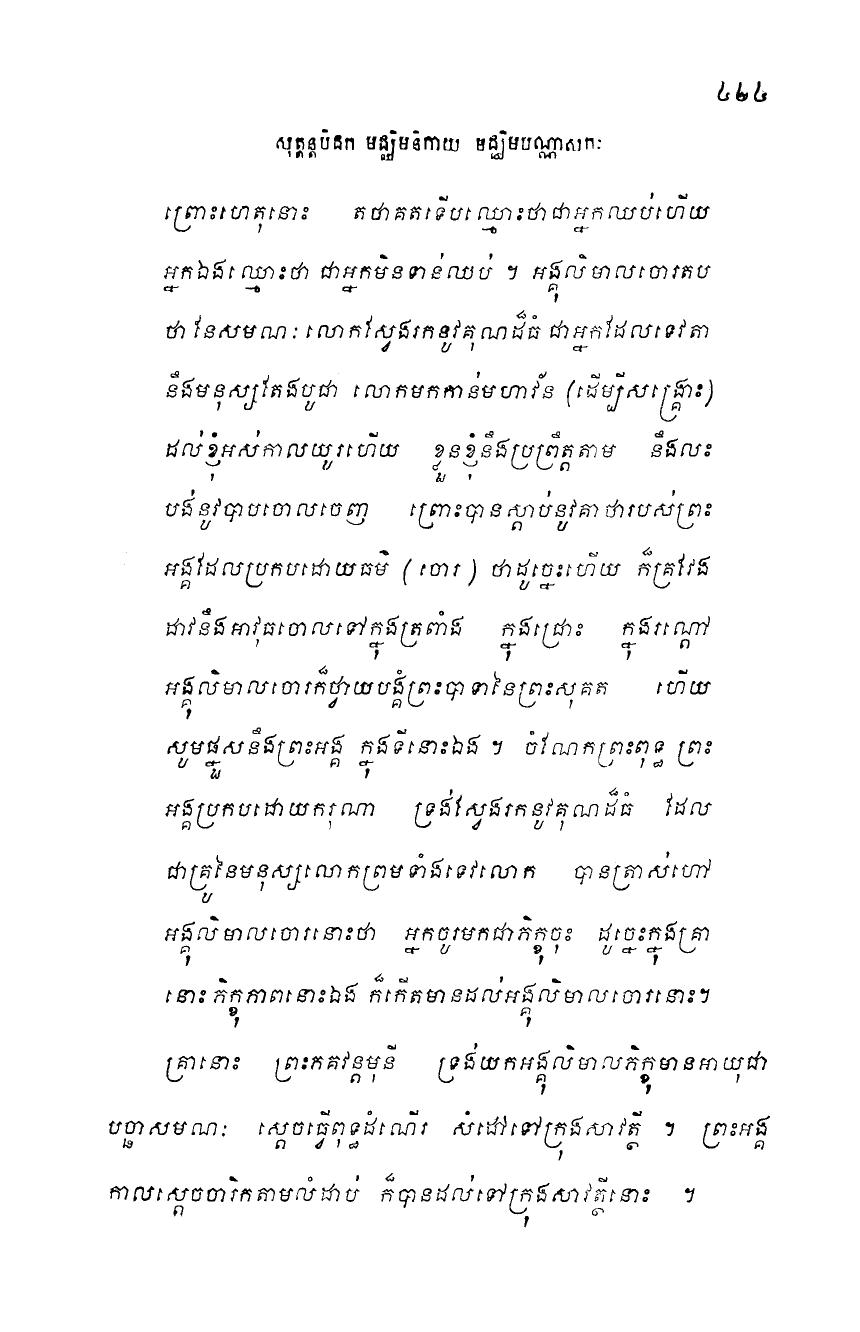 ៤២៤
សុត្តន្តបិដក មជ្ឈិមនិកាយ មជ្ឈិមបណ្ណាសកៈ
ព្រោះហេតុនោះ តថាគតទើបឈ្មោះថាជាអ្នកឈប់ហើយ
អ្នកឯងឈ្មោះថា ជាអ្នកមិនទាន់ឈប់ ។ អង្គុលិមាលចោរតប
ថា នែសមណៈ លោកស្វែងរកនូវគុណដ៏ធំ ជាអ្នកដែលទេវតា
នឹងមនុស្សតែងបូជា លោកមកកាន់មហាវ័ន (ដើម្បីសង្គ្រោះ)
ដល់ខ្ញុំអស់កាលយូរហើយ ខ្លួនខ្ញុំនឹងប្រព្រឹត្តតាម នឹងលះ
បង់នូវបាបចោលចេញ ព្រោះបានស្តាប់នូវគាថារបស់ព្រះ
អង្គដែលប្រកបដោយធម៌ (ចោរ) ថាដូច្នេះហើយ ក៏គ្រវែង
ដាវនឹងអាវុធចោលទៅក្នុងត្រពាំង ក្នុងជ្រោះ ក្នុងរណ្តៅ
អង្គុលិមាលចោរក៏ថ្វាយបង្គំព្រះបាទានៃព្រះសុគត ហើយ
សូមផ្នួសនឹងព្រះអង្គ ក្នុងទីនោះឯង ។ ចំណែកព្រះពុទ្ធ ព្រះ
អង្គប្រកបដោយករុណា ទ្រង់ស្វែងរកនូវគុណដ៏ធំ ដែល
ជាគ្រូនៃមនុស្សលោកព្រមទាំងទេវលោក បានត្រាស់ហៅ
អង្គុលិមាលចោរនោះថា អ្នកចូរមកជាភិក្ខុចុះ ដូច្នេះក្នុងគ្រា
នោះ ភិក្ខុភាពនោះឯង ក៏កើតមានដល់អង្គុលិមាលចោរនោះ។
គ្រានោះ ព្រះភគវន្តមុនី ទ្រង់យកអង្គុលិមាលភិក្ខុមានអាយុជា
បច្ឆាសមណៈ ស្តេចធ្វើពុទ្ធដំណើរ សំដៅទៅក្រុងសាវត្ថី ។ ព្រះអង្គ
កាលស្តេចចារិកតាមលំដាប់ ក៏បានដល់ទៅក្រុងសាវត្ថីនោះ ។